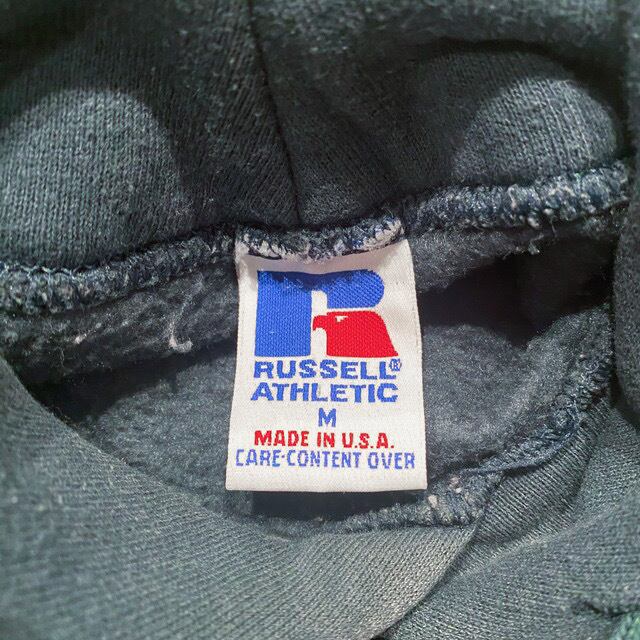 RUSSELL®
ATHLETIC
M
MADE IN U.S.A.
CARE-CONTENT OVER